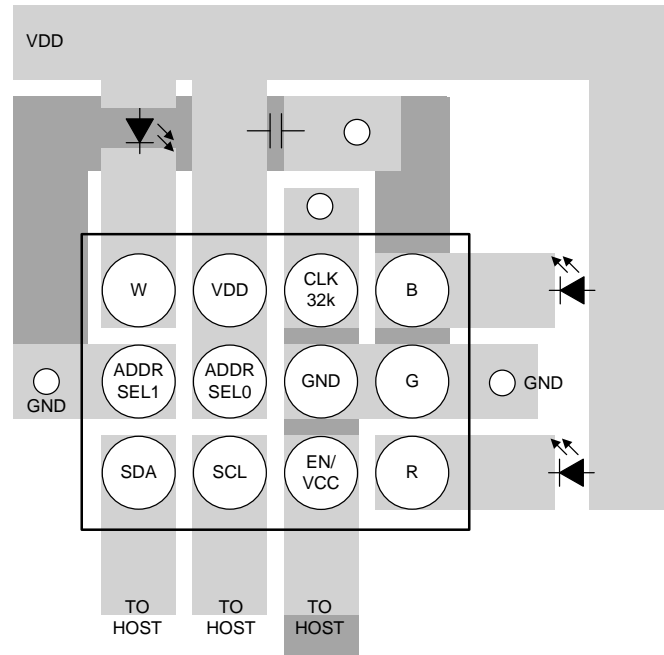 VDD
W
VDD
CLK
32k
B
ADDR
SEL1
ADDR
SEL0
GND
G
GND
GND
SDA
SCL
EN/
VCC
R
TO
HOST
TO
HOST
TO
HOST